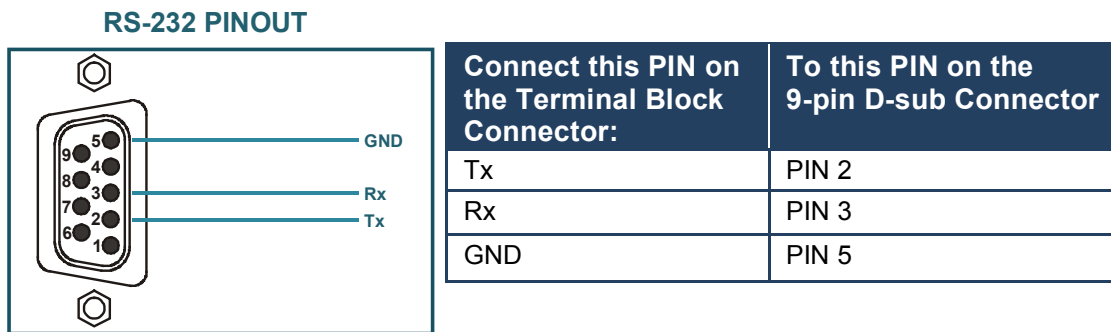 RS-232 PINOUT
5
9
4
8
3
7
2
6
1
GND
Rx
Tx
Connect this PIN on
the Terminal Block
Connector:
To this PIN on the
9-pin D-sub Connector
Tx
PIN 2
Rx
PIN 3
GND
PIN 5